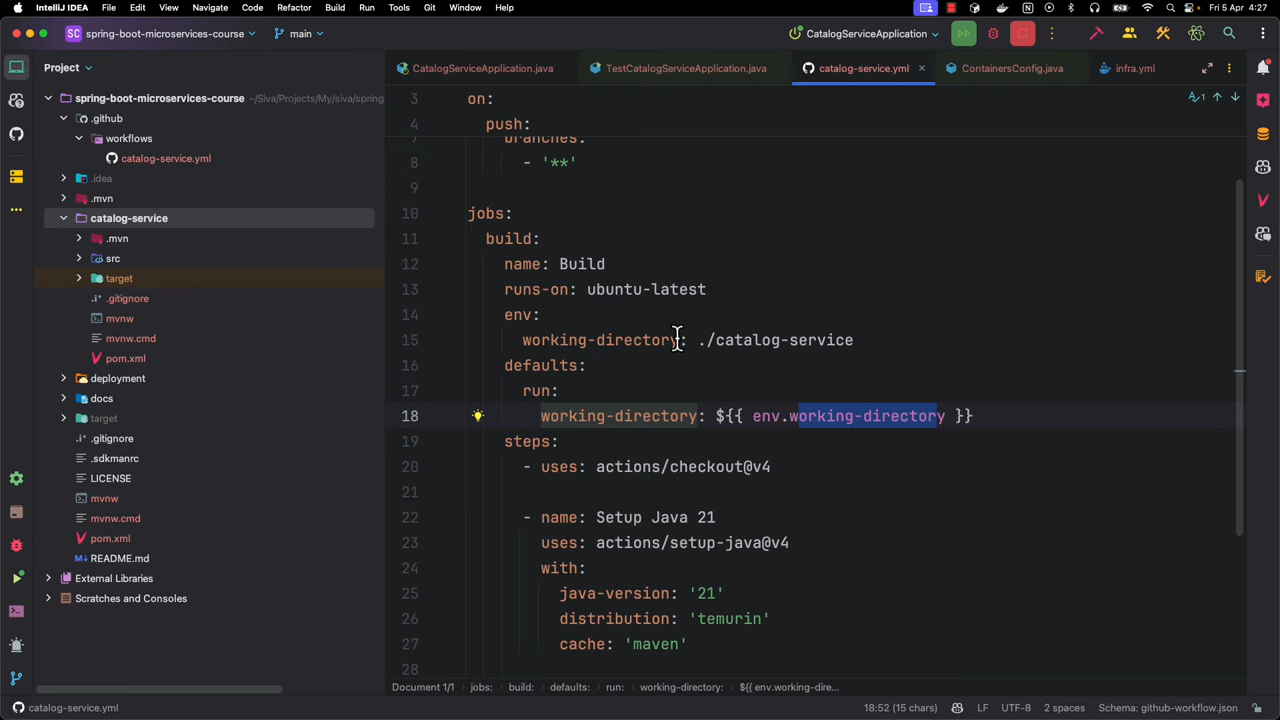 IntelliJ IDEA File Edit View Navigate Code Refactor Build Run Tools Git Window Help Fri 5 Apr 4:27
SC spring-boot-microservices-course main CatalogServiceApplication
Project
CatalogServiceApplication.java TestCatalogServiceApplication.java catalog-service.yml ContainersConfig.java infra.yml
spring-boot-microservices-course ~/Siva/Projects/My/siva/spring
.github
workflows
catalog-service.yml
.idea
.mvn
catalog-service
.mvn
src
target
.gitignore
mvnw
mvnw.cmd
pom.xml
deployment
docs
target
.gitignore
.sdkmanrc
LICENSE
mvnw
mvnw.cmd
pom.xml
README.md
External Libraries
Scratches and Consoles
3 on:
4 push:
7 branches:
8 - '**'
9
10 jobs:
11 build:
12 name: Build
13 runs-on: ubuntu-latest
14 env:
15 working-directory: ./catalog-service
16 defaults:
17 run:
18 working-directory: ${{ env.working-directory }}
19 steps:
20 - uses: actions/checkout@v4
21
22 - name: Setup Java 21
23 uses: actions/setup-java@v4
24 with:
25 java-version: '21'
26 distribution: 'temurin'
27 cache: 'maven'
28
1
Document 1/1 jobs: build: defaults: run: working-directory: ${{ env.working-dire...
catalog-service.yml 18:52 (15 chars) LF UTF-8 2 spaces Schema: github-workflow.json